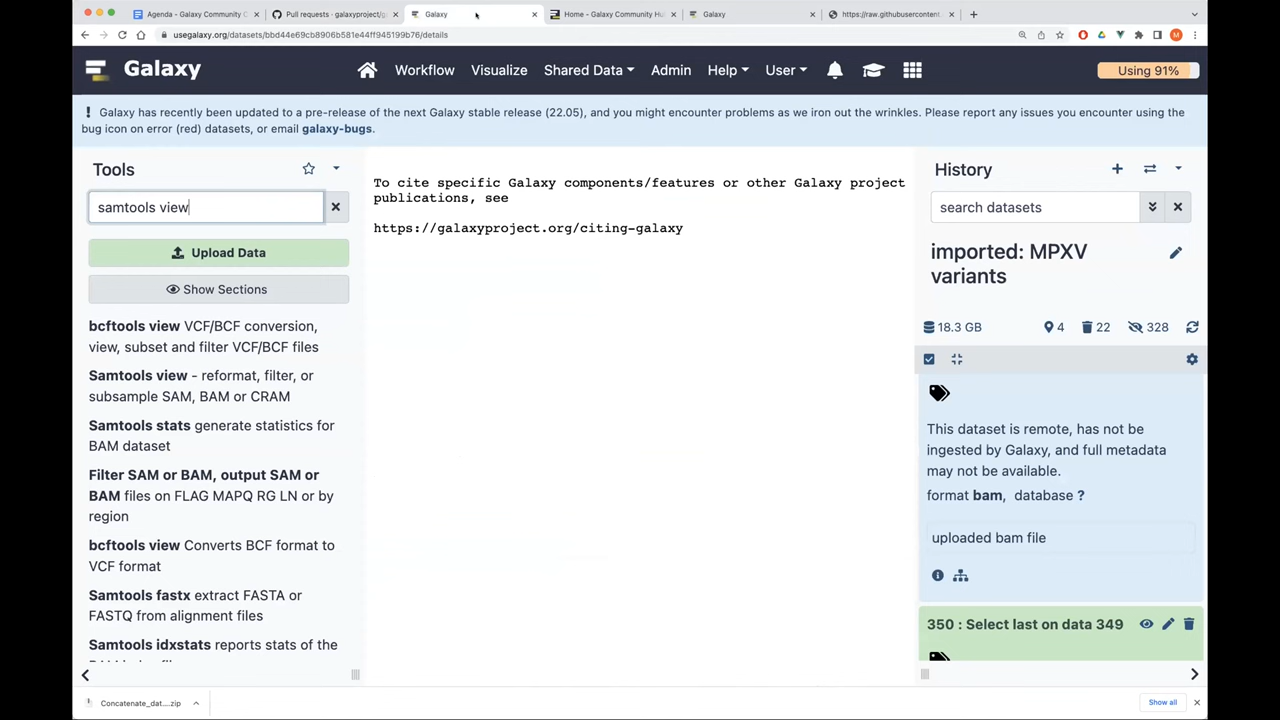 Agenda - Galaxy Community C
Pull requests · galaxyproject/g
Galaxy
Home - Galaxy Community Hu
Galaxy
https://raw.githubusercontent.
usegalaxy.org/datasets/bbd44e69cb8906b581e44ff945199b76/details
M
Galaxy
Workflow
Visualize
Shared Data
Admin
Help
User
Using 91%
! Galaxy has recently been updated to a pre-release of the next Galaxy stable release (22.05), and you might encounter problems as we iron out the wrinkles. Please report any issues you encounter using the
bug icon on error (red) datasets, or email galaxy-bugs.
Tools
samtools view
Upload Data
Show Sections
bcftools view VCF/BCF conversion,
view, subset and filter VCF/BCF files
Samtools view - reformat, filter, or
subsample SAM, BAM or CRAM
Samtools stats generate statistics for
BAM dataset
Filter SAM or BAM, output SAM or
BAM files on FLAG MAPQ RG LN or by
region
bcftools view Converts BCF format to
VCF format
Samtools fastx extract FASTA or
FASTQ from alignment files
Samtools idxstats reports stats of the
To cite specific Galaxy components/features or other Galaxy project
publications, see
https://galaxyproject.org/citing-galaxy
History
search datasets
imported: MPXV
variants
18.3 GB
4
22
328
This dataset is remote, has not be
ingested by Galaxy, and full metadata
may not be available.
format bam, database ?
uploaded bam file
350 : Select last on data 349
Concatenate_dat....zip
Show all